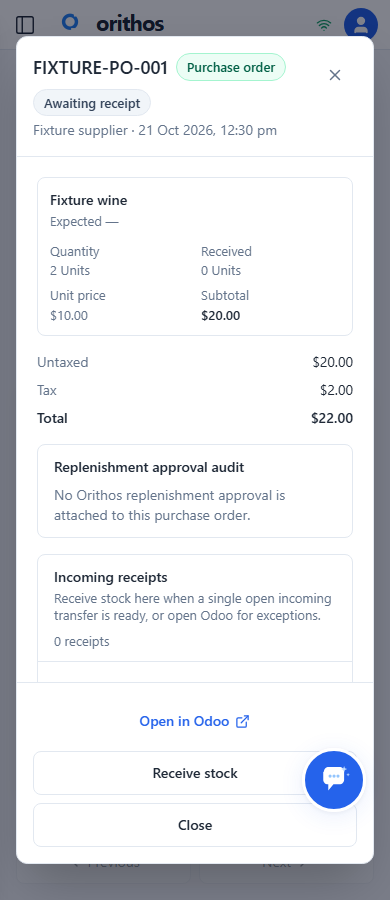 orithos
FIXTURE-PO-001
Purchase order
Awaiting receipt
Fixture supplier · 21 Oct 2026, 12:30 pm
Fixture wine
Expected —
Quantity
Received
2 Units
0 Units
Unit price
Subtotal
$10.00
$20.00
Untaxed
$20.00
Tax
$2.00
Total
$22.00
Replenishment approval audit
No Orithos replenishment approval is
attached to this purchase order.
Incoming receipts
Receive stock here when a single open incoming
transfer is ready, or open Odoo for exceptions.
0 receipts
Open in Odoo
Receive stock
Close
Previous
Next